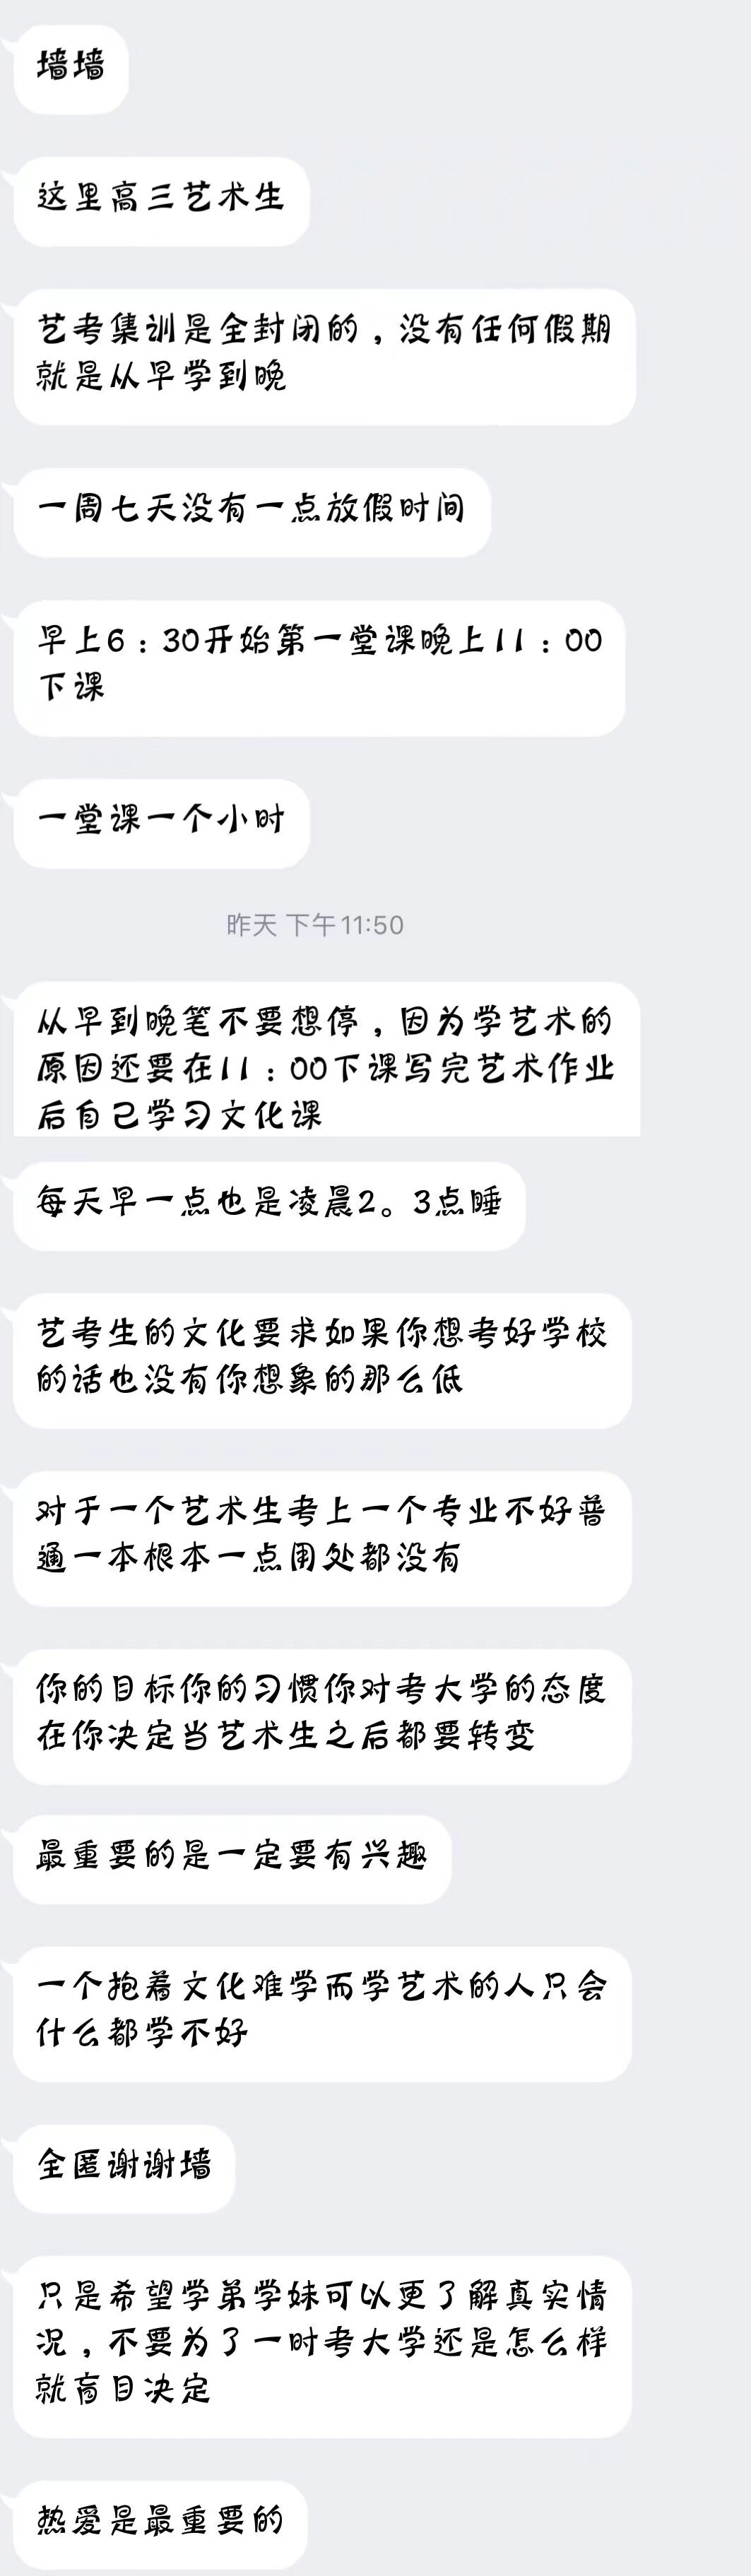 墙墙
这里高三艺术生
艺考集训是全封闭的，没有任何假期
就是从早学到晚
一周七天没有一点放假时间
早上6：30开始第一堂课晚上11：00
下课
一堂课一个小时
昨天 下午11:50
从早到晚笔不要想停，因为学艺术的
原因还要在11：00下课写完艺术作业
后自己学习文化课
每天早一点也是凌晨2。3点睡
艺考生的文化要求如果你想考好学校
的话也没有你想象的那么低
对于一个艺术生考上一个专业不好普
通一本根本一点用处都没有
你的目标你的习惯你对考大学的态度
在你决定当艺术生之后都要转变
最重要的是一定要有兴趣
一个抱着文化难学而学艺术的人只会
什么都学不好
全匿谢谢墙
只是希望学弟学妹可以更了解真实情
况，不要为了一时考大学还是怎么样
就盲目决定
热爱是最重要的